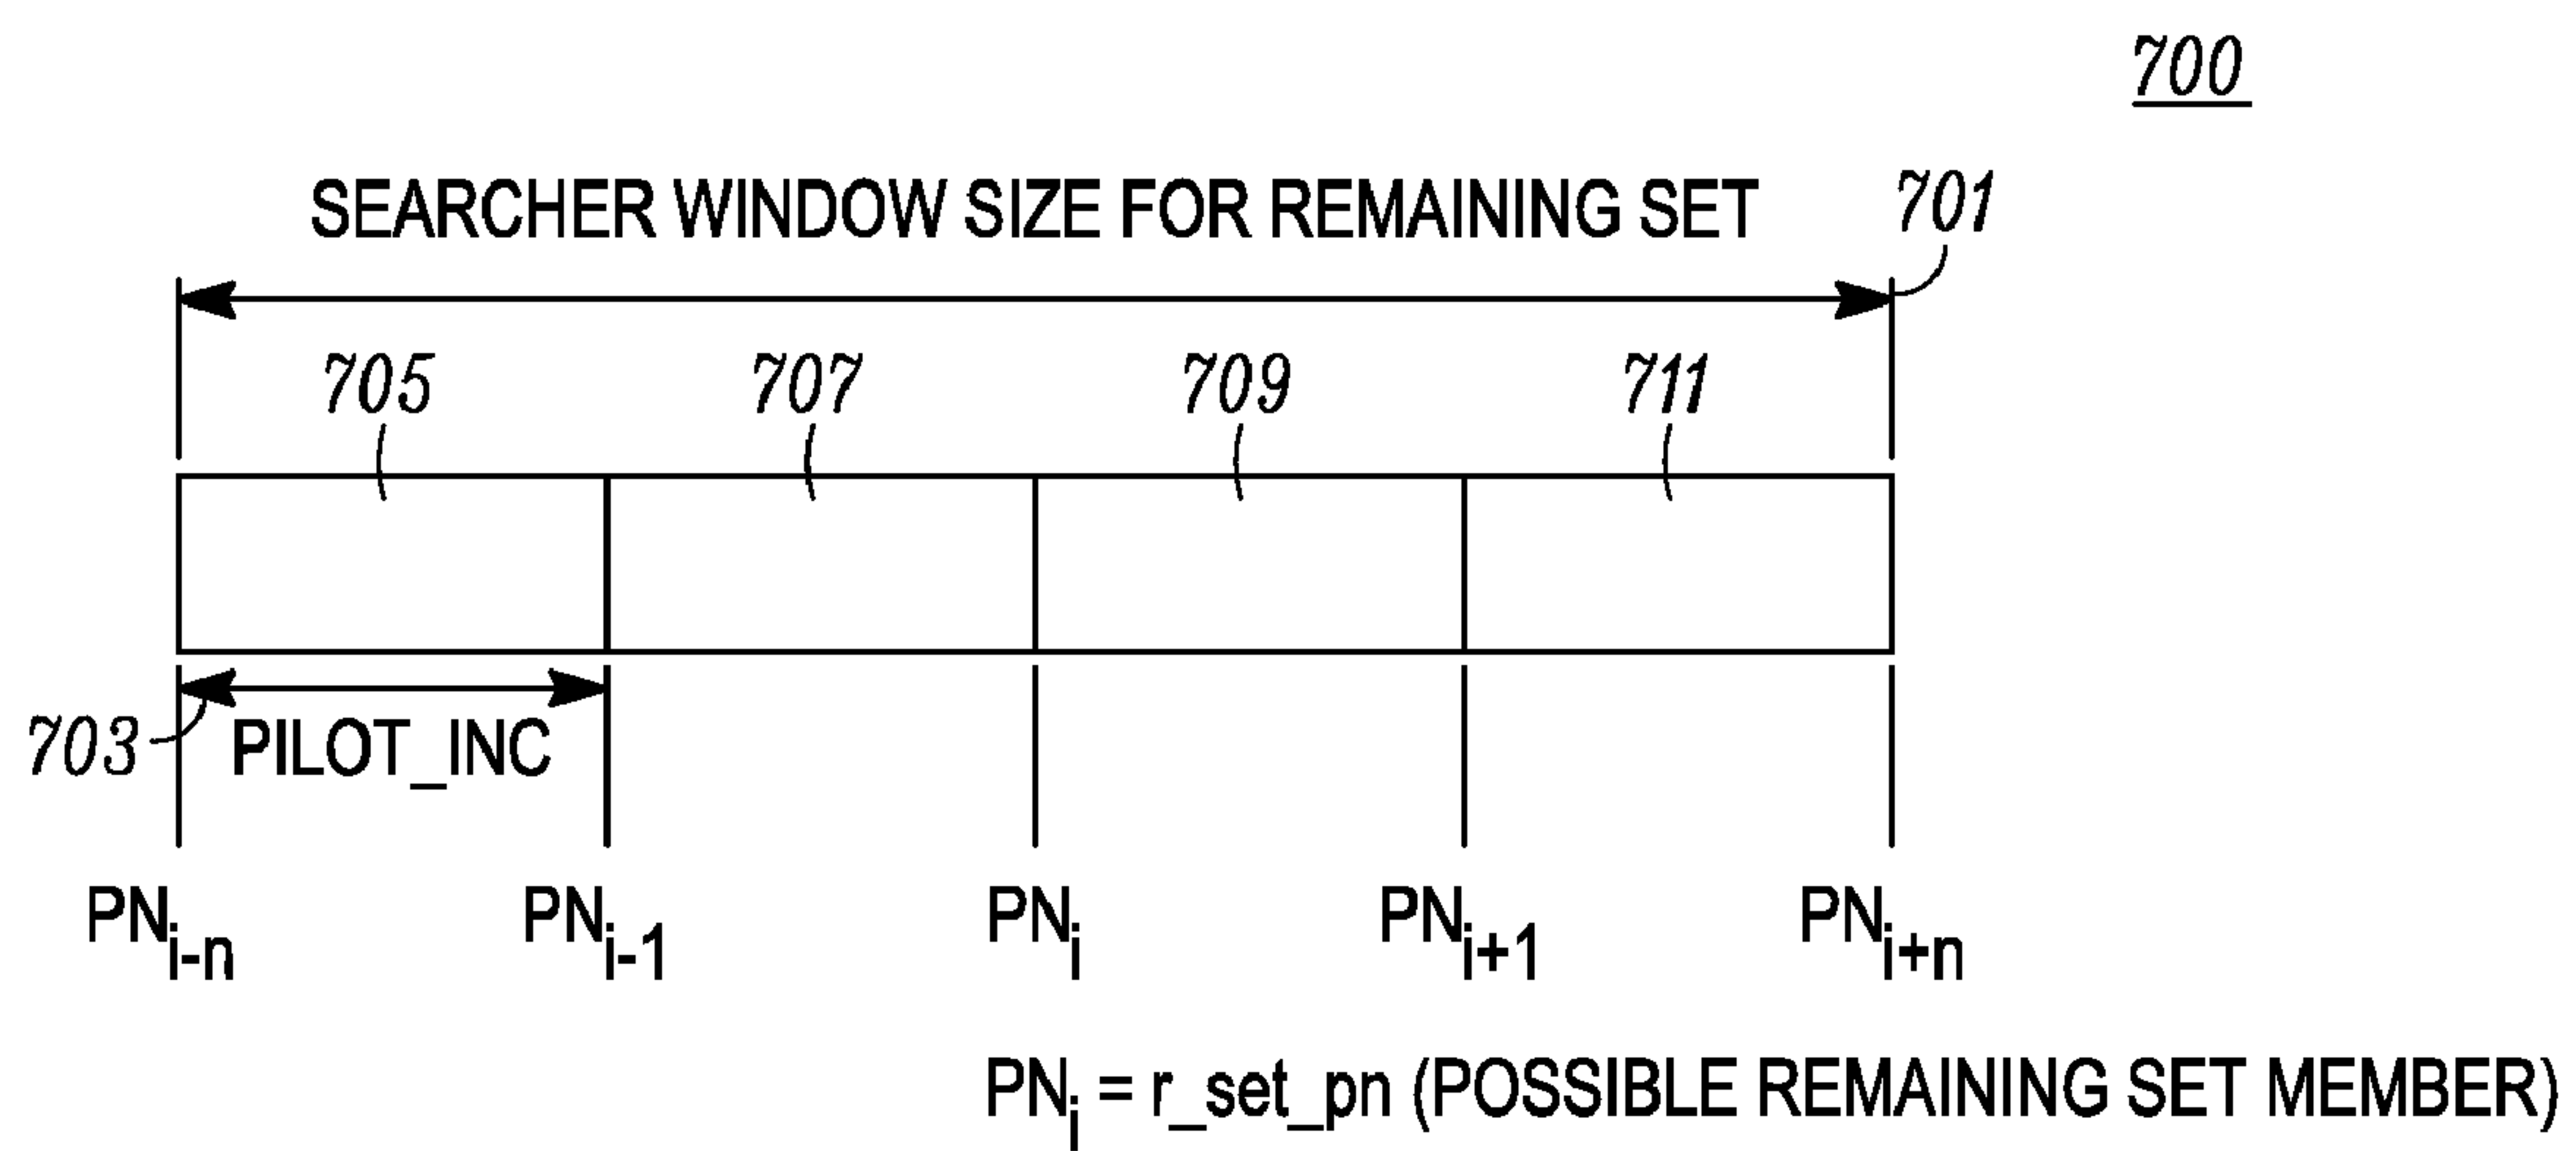 700
SEARCHER WINDOW SIZE FOR REMAINING SET
701
705 707 709 711
703
PILOT_INC
PNi-n PNi-1 PNi PNi+1 PNi+n
PNi = r_set_pn (POSSIBLE REMAINING SET MEMBER)